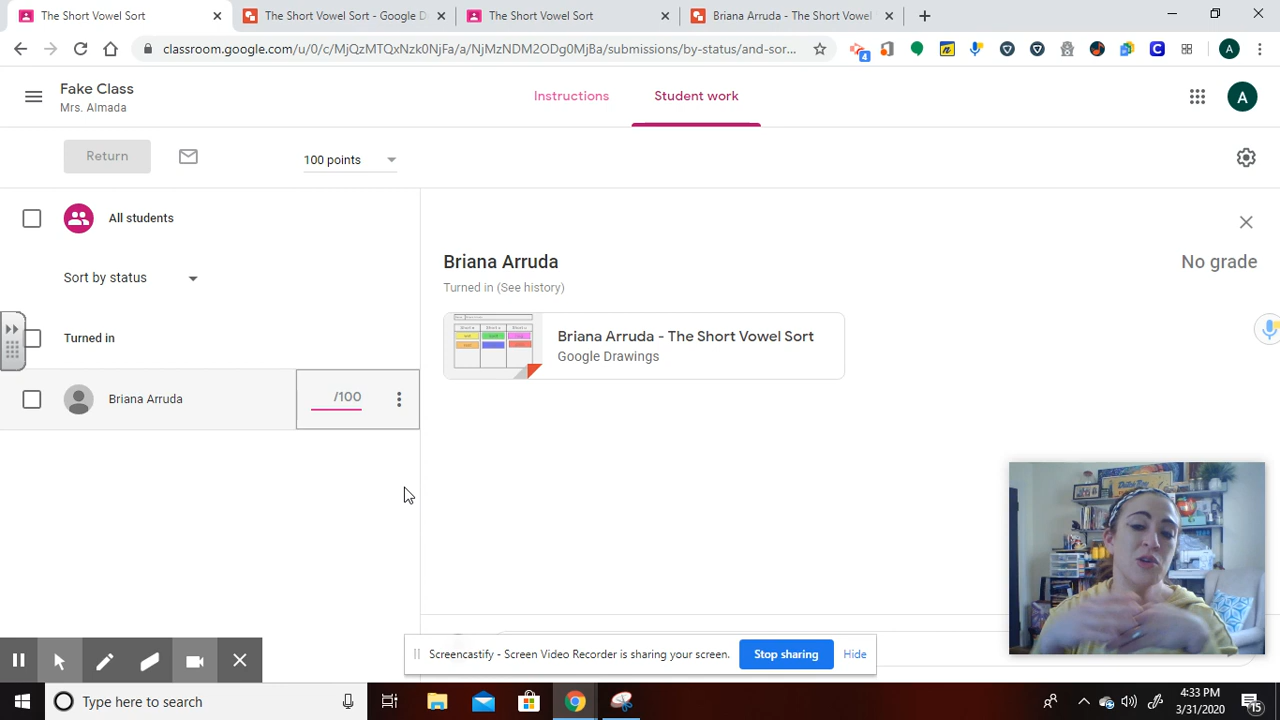 The Short Vowel Sort
The Short Vowel Sort - Google D
The Short Vowel Sort
Briana Arruda - The Short Vowel
classroom.google.com/u/0/c/MjQzMTQxNzk0NjFa/a/NjMzNDM2ODg0MjBa/submissions/by-status/and-sor...
4
C
A
Fake Class
Mrs. Almada
Instructions
Student work
A
Return
100 points
All students
Sort by status
Turned in
Briana Arruda
/100
Briana Arruda
No grade
Turned in (See history)
Briana Arruda - The Short Vowel Sort
Google Drawings
Screencastify - Screen Video Recorder is sharing your screen.
Stop sharing
Hide
Type here to search
4:33 PM
3/31/2020
15